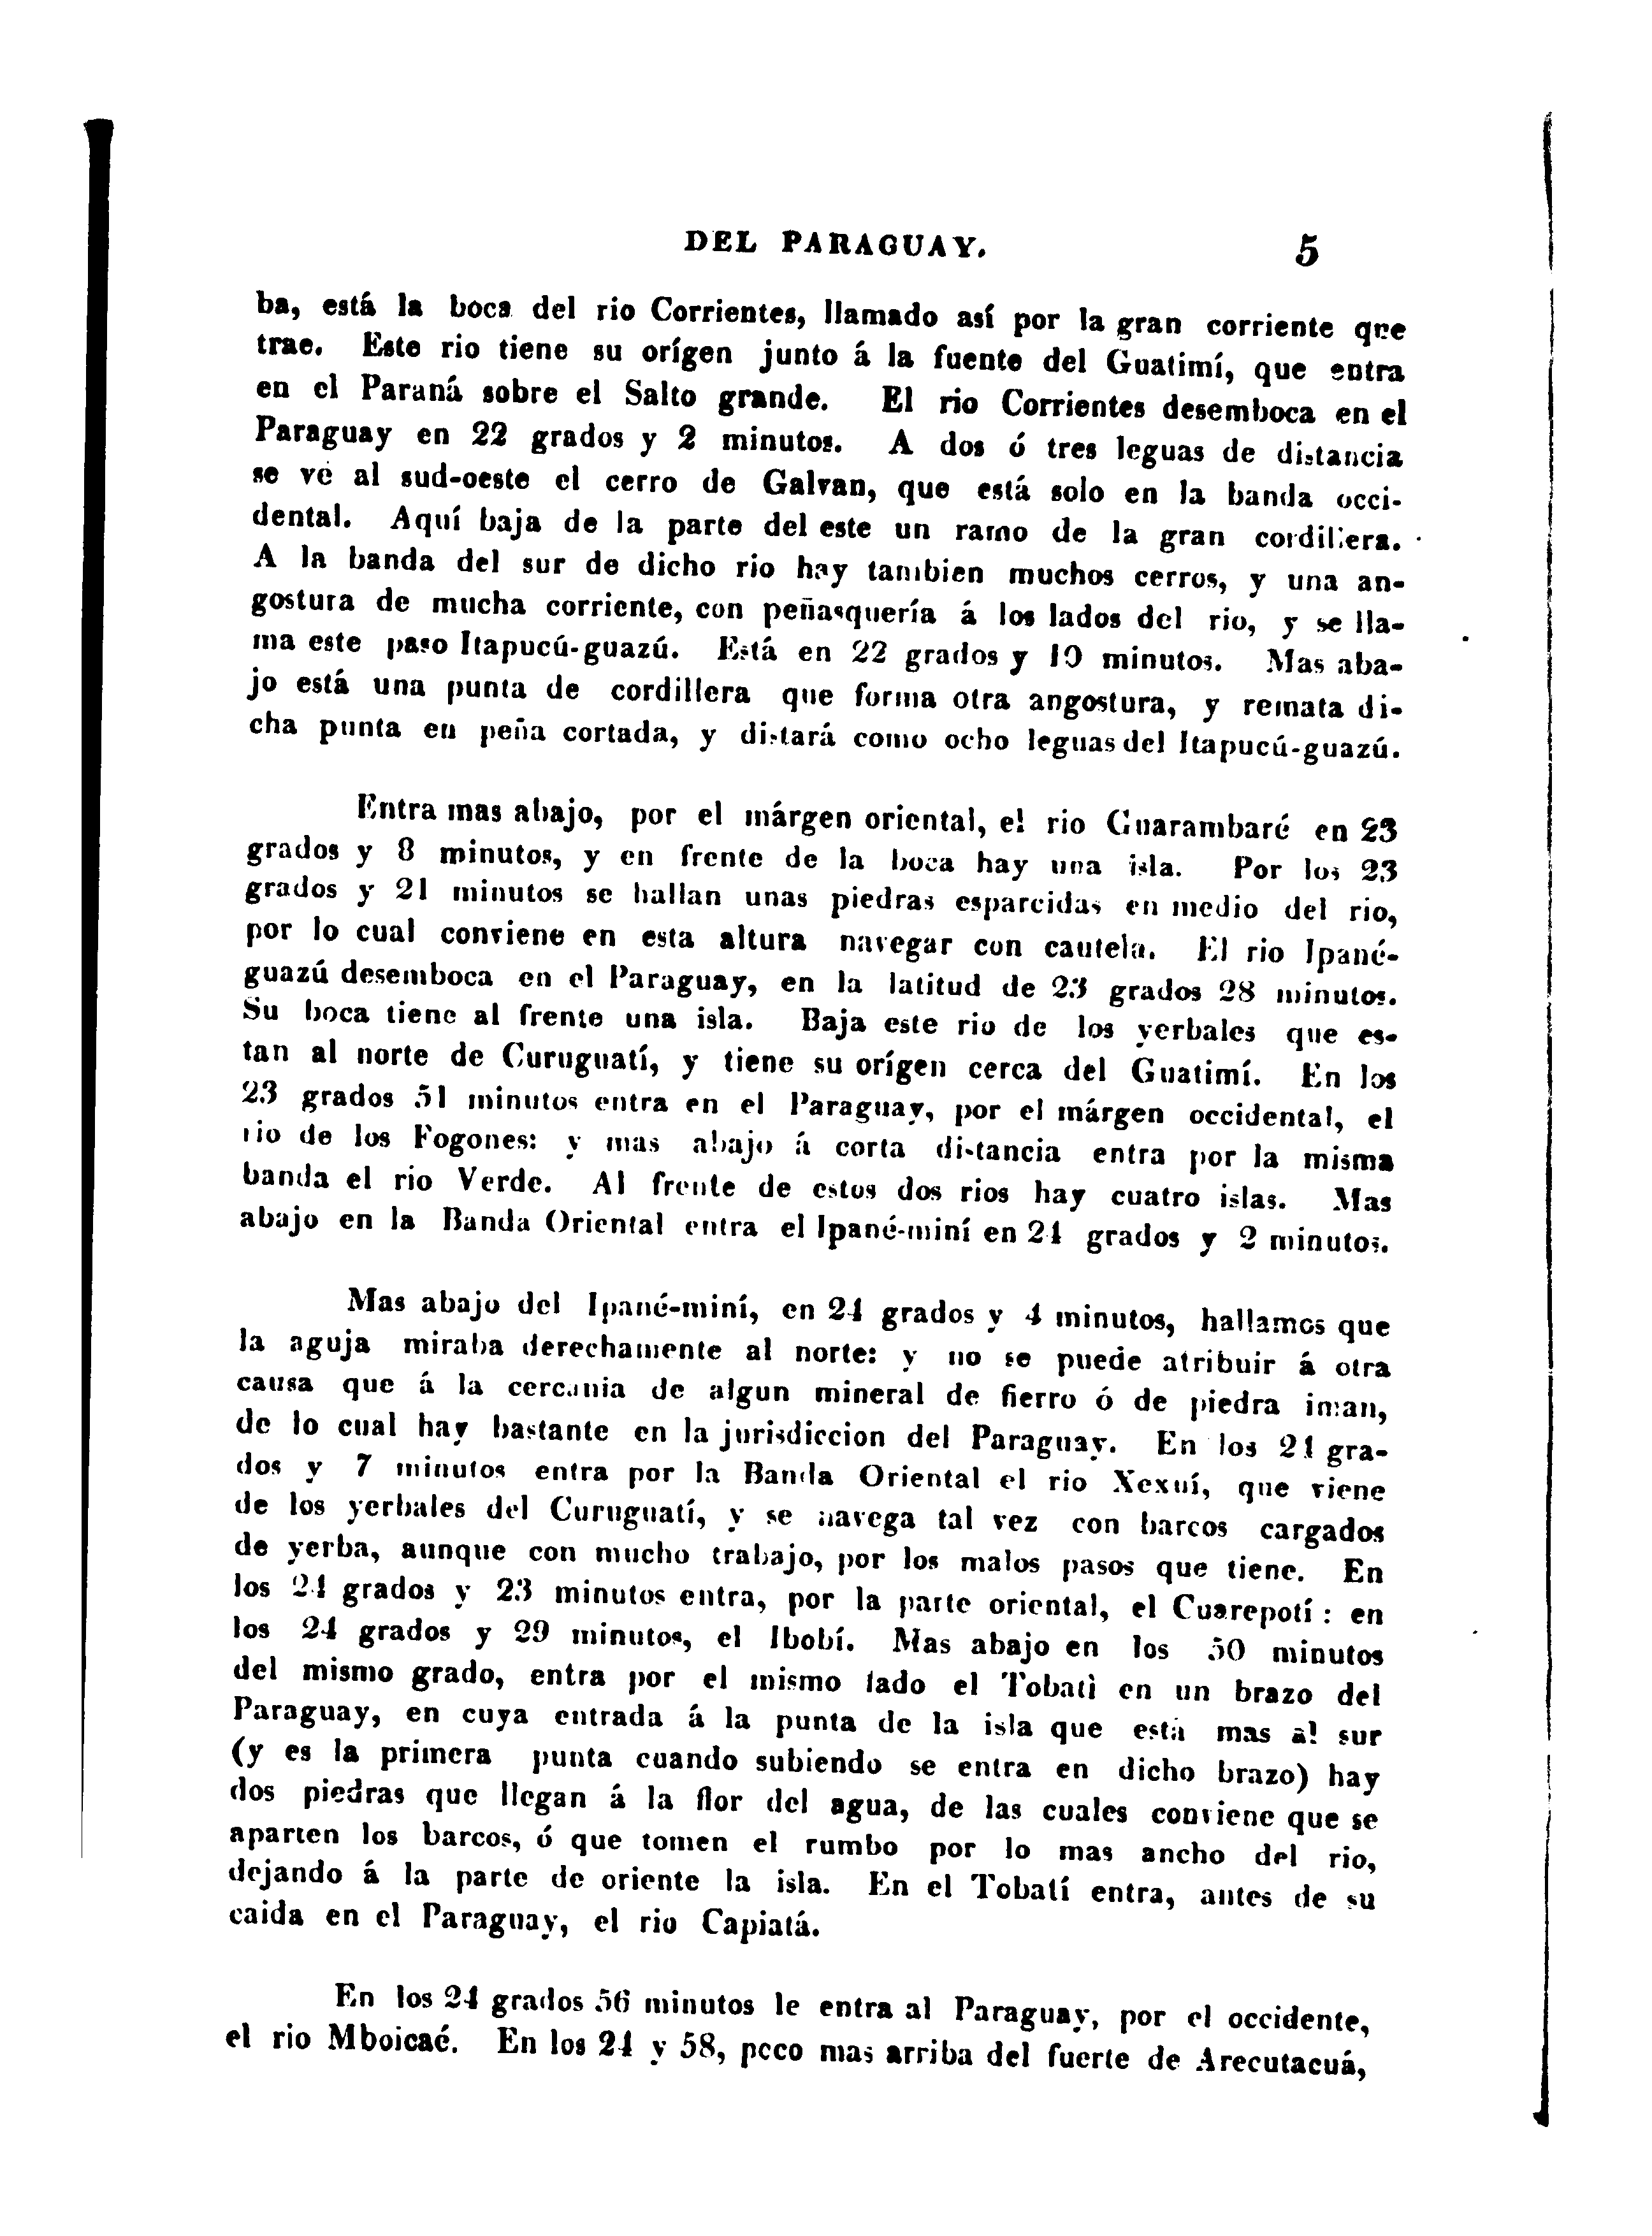 DEL PARAGUAY. 5
ba, está la boca del rio Corrientes, llamado así por la gran corriente que
trae. Este rio tiene su orígen junto á la fuente del Guatimí, que entra
en el Paraná sobre el Salto grande. El rio Corrientes desemboca en el
Paraguay en 22 grados y 2 minutos. A dos ó tres leguas de distancia
se vé al sud-oeste el cerro de Galvan, que está solo en la banda occi-
dental. Aquí baja de la parte del este un ramo de la gran cordillera.
A la banda del sur de dicho rio hay tambien muchos cerros, y una an-
gostura de mucha corriente, con peñasquería á los lados del rio, y se lla-
ma este paso Itapucú-guazú. Está en 22 grados y 10 minutos. Mas aba-
jo está una punta de cordillera que forma otra angostura, y remata di-
cha punta en peña cortada, y distará como ocho leguas del Itapucú-guazú.
Entra mas abajo, por el márgen oriental, el rio Guarambaré en 23
grados y 8 minutos, y en frente de la boca hay una isla. Por los 23
grados y 21 minutos se hallan unas piedras esparcidas en medio del rio,
por lo cual conviene en esta altura navegar con cautela. El rio Ipané-
guazú desemboca en el Paraguay, en la latitud de 23 grados 28 minutos.
Su boca tiene al frente una isla. Baja este rio de los yerbales que es-
tan al norte de Curuguatí, y tiene su orígen cerca del Guatimí. En los
23 grados 51 minutos entra en el Paraguay, por el márgen occidental, el
rio de los Fogones: y mas abajo á corta distancia entra por la misma
banda el rio Verde. Al frente de estos dos rios hay cuatro islas. Mas
abajo en la Banda Oriental entra el Ipané-miní en 24 grados y 2 minutos.
Mas abajo del Ipané-miní, en 24 grados y 4 minutos, hallamos que
la aguja miraba derechamente al norte: y no se puede atribuir á otra
causa que á la cercania de algun mineral de fierro ó de piedra iman,
de lo cual hay bastante en la jurisdiccion del Paraguay. En los 24 gra-
dos y 7 minutos entra por la Banda Oriental el rio Xexuí, que viene
de los yerbales del Curuguatí, y se navega tal vez con barcos cargados
de yerba, aunque con mucho trabajo, por los malos pasos que tiene. En
los 24 grados y 23 minutos entra, por la parte oriental, el Cuarepotí: en
los 24 grados y 29 minutos, el Ibobí. Mas abajo en los 50 minutos
del mismo grado, entra por el mismo lado el Tobatì en un brazo del
Paraguay, en cuya entrada á la punta de la isla que está mas al sur
(y es la primera punta cuando subiendo se entra en dicho brazo) hay
dos piedras que llegan á la flor del agua, de las cuales conviene que se
aparten los barcos, ó que tomen el rumbo por lo mas ancho del rio,
dejando á la parte de oriente la isla. En el Tobatí entra, antes de su
caida en el Paraguay, el rio Capiatá.
En los 24 grados 56 minutos le entra al Paraguay, por el occidente,
el rio Mboicaé. En los 24 y 58, poco mas arriba del fuerte de Arecutacuá,